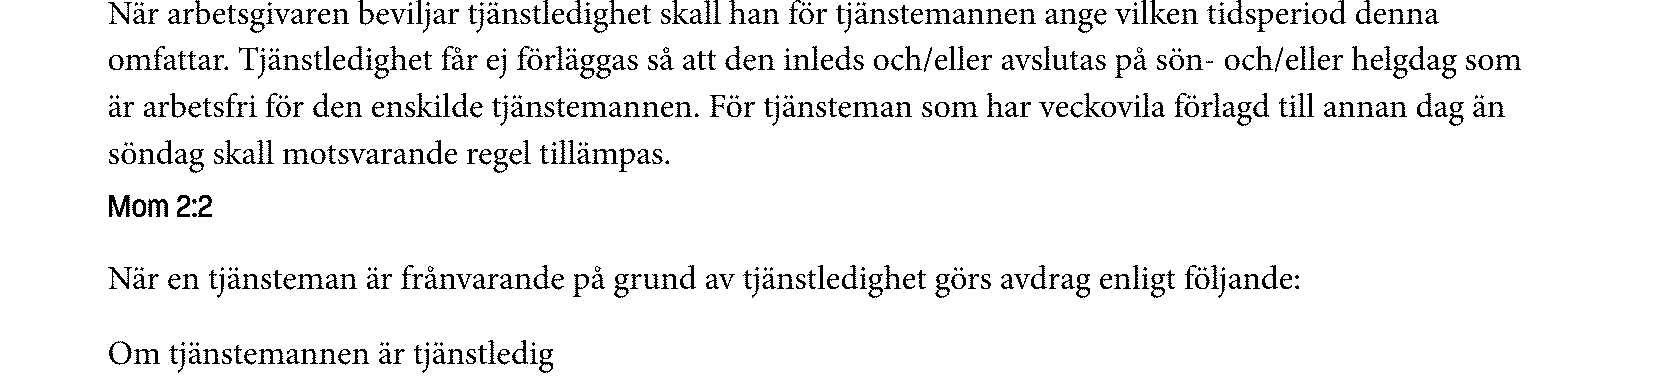 När arbetsgivaren beviljar tjänstledighet skall han för tjänstemannen ange vilken tidsperiod denna
omfattar. Tjänstledighet får ej förläggas så att den inleds och/eller avslutas på sön- och/eller helgdag som
är arbetsfri för den enskilde tjänstemannen. För tjänsteman som har veckovila förlagd till annan dag än
söndag skall motsvarande regel tillämpas.
Mom 2:2
När en tjänsteman är frånvarande på grund av tjänstledighet görs avdrag enligt följande:
Om tjänstemannen är tjänstledig